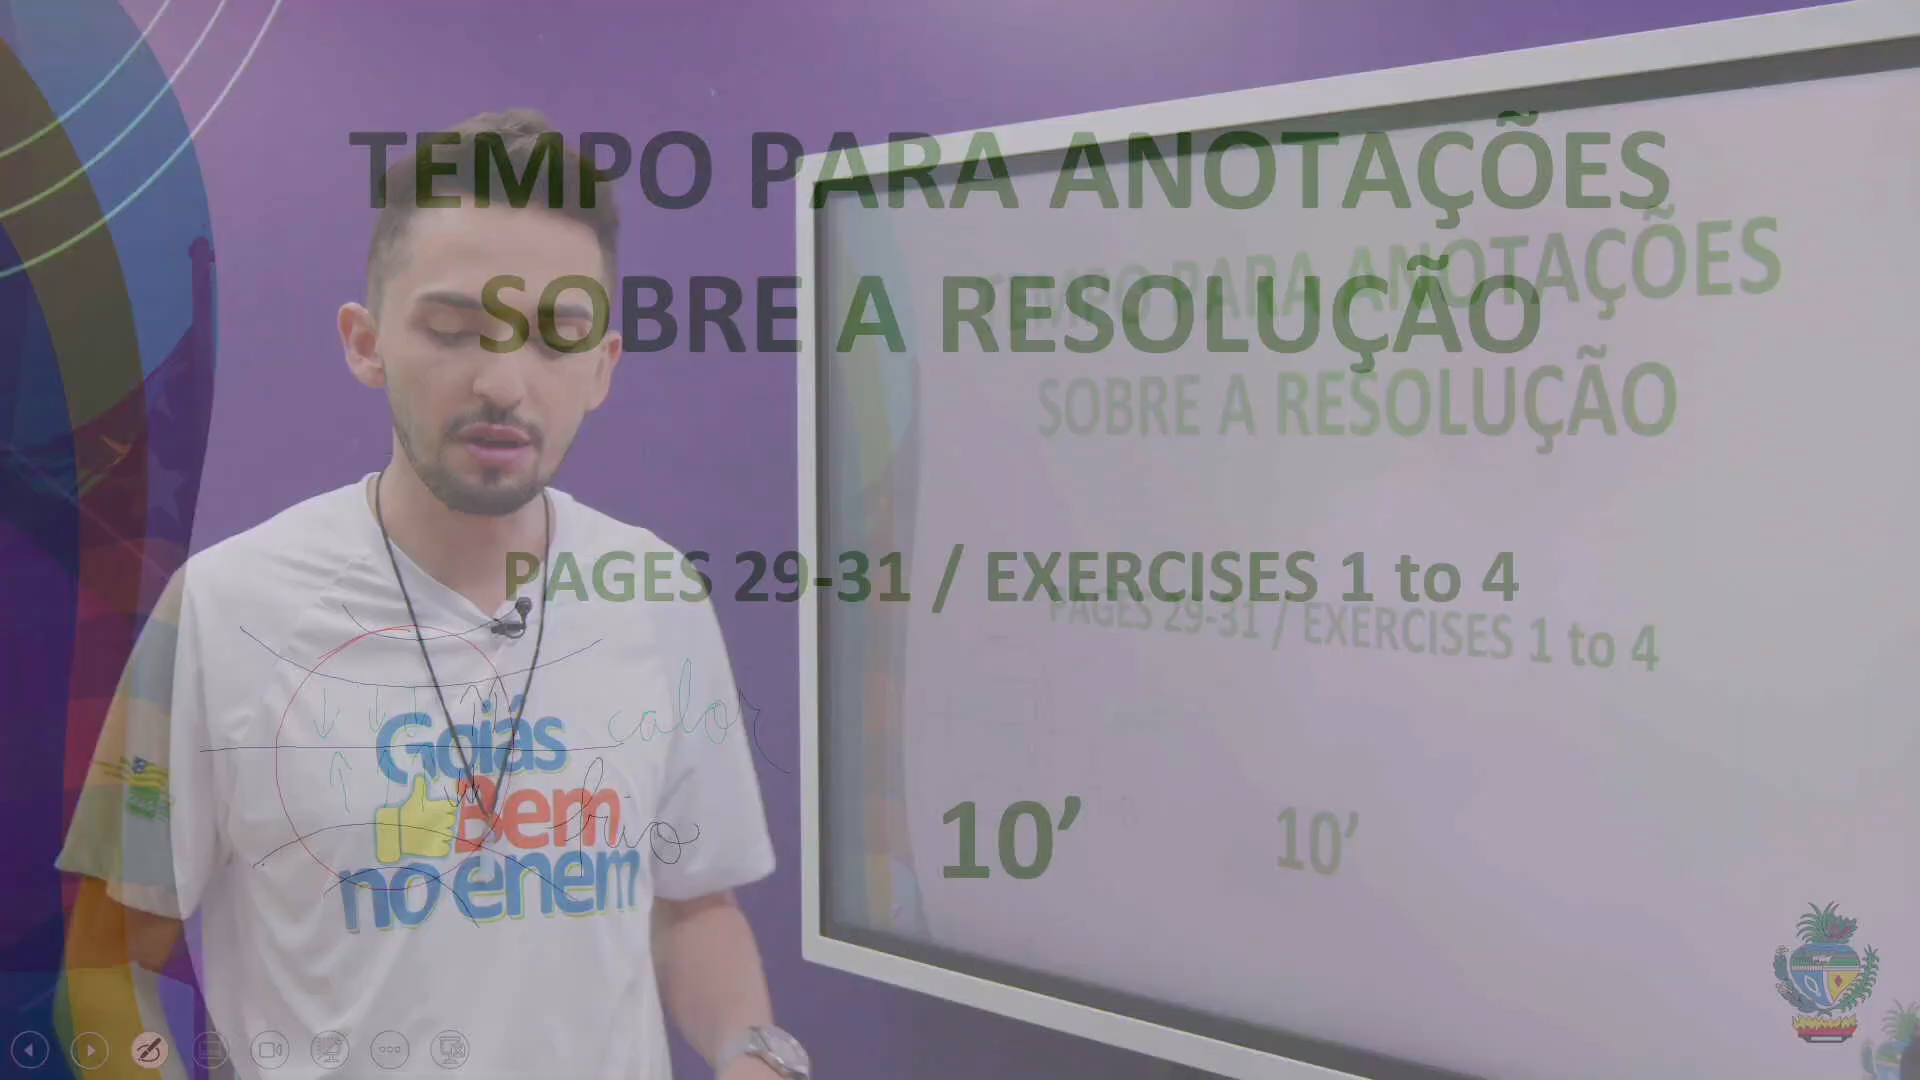 TEMPO PARA ANOTAÇÕES
SOBRE A RESOLUÇÃO
PAGES 29-31 / EXERCISES 1 to 4
10’
TEMPO PARA ANOTAÇÕES
SOBRE A RESOLUÇÃO
PAGES 29-31 / EXERCISES 1 to 4
10’
calor
frio
Goiás
Bem
no enem